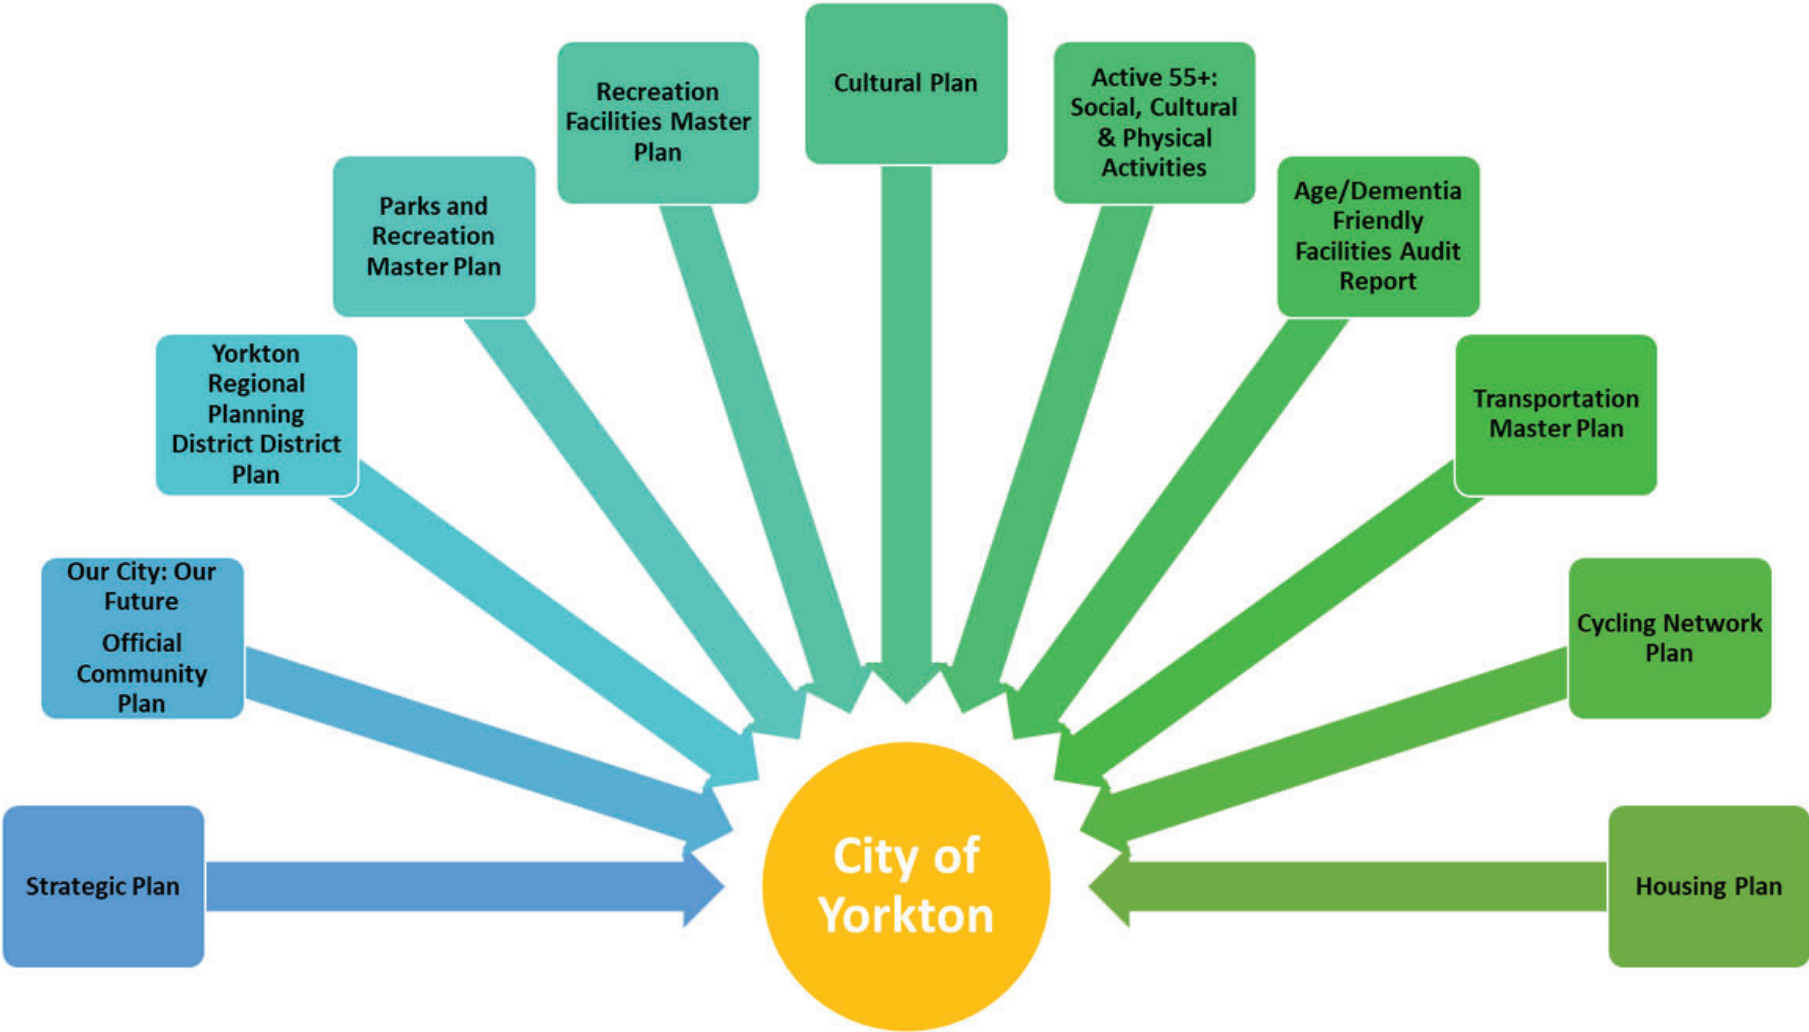 Strategic Plan
Our City: Our
Future
Official
Community
Plan
Yorkton
Regional
Planning
District District
Plan
Parks and
Recreation
Master Plan
Recreation
Facilities Master
Plan
Cultural Plan
Active 55+:
Social, Cultural
& Physical
Activities
Age/Dementia
Friendly
Facilities Audit
Report
Transportation
Master Plan
Cycling Network
Plan
Housing Plan
City of
Yorkton